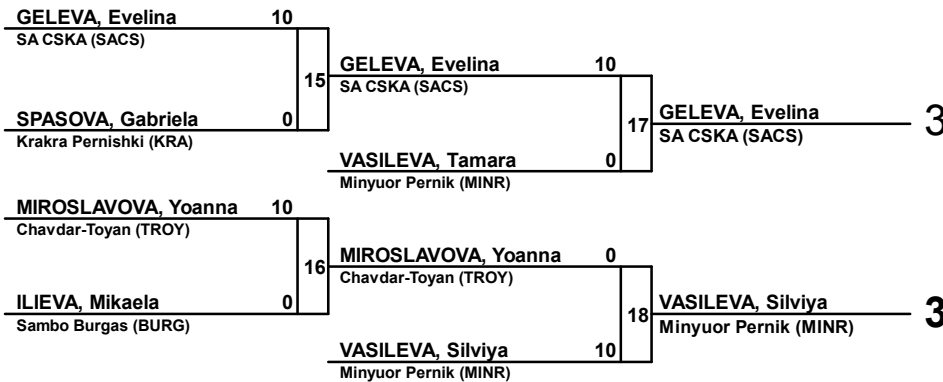 GELEVA, Evelina 10
SA CSKA (SACS)
15
GELEVA, Evelina 10
SA CSKA (SACS)
SPASOVA, Gabriela 0
Krakra Pernishki (KRA)
17
GELEVA, Evelina
SA CSKA (SACS)
3
VASILEVA, Tamara 0
Minyuor Pernik (MINR)
MIROSLAVOVA, Yoanna 10
Chavdar-Toyan (TROY)
16
MIROSLAVOVA, Yoanna 0
Chavdar-Toyan (TROY)
ILIEVA, Mikaela 0
Sambo Burgas (BURG)
18
VASILEVA, Silviya
Minyuor Pernik (MINR)
3
VASILEVA, Silviya 10
Minyuor Pernik (MINR)